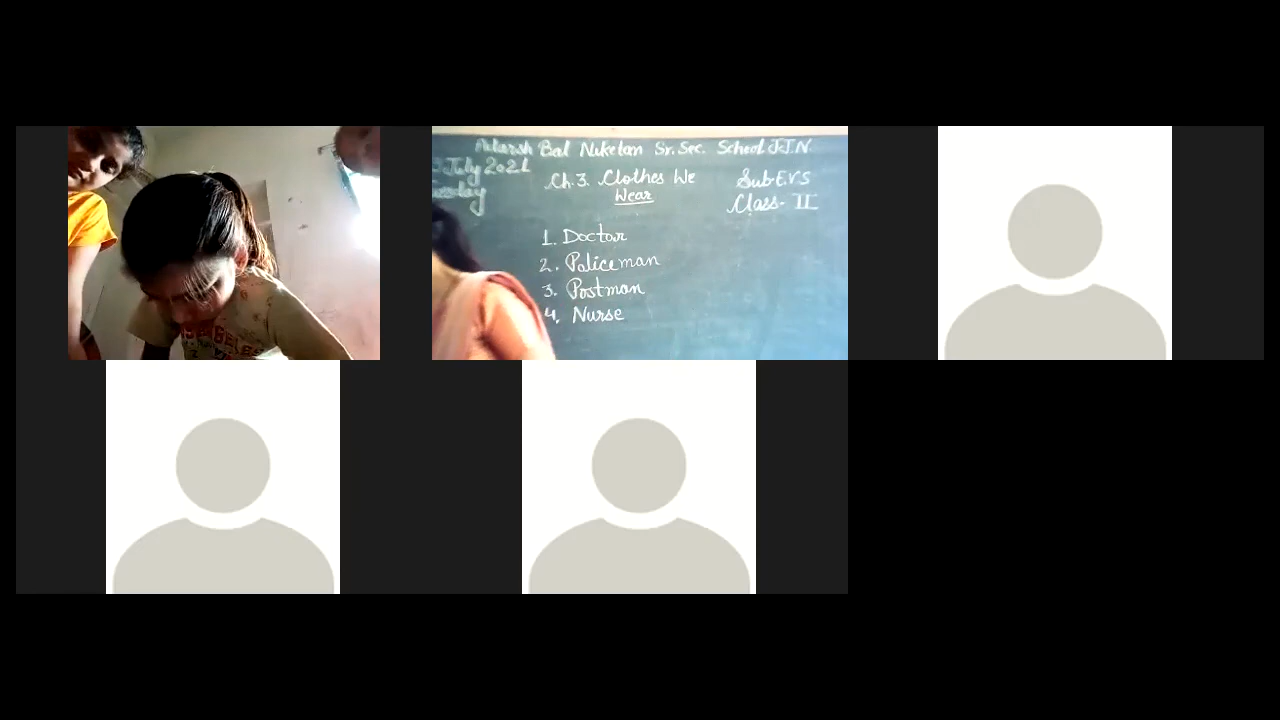 Bal Niketan Sr. Sec. School J.J.N.
July 2021
Ch. 3. Clothes We
Wear
Sub-EVS
Class- II
1. Doctor
2. Policeman
3. Postman
4. Nurse